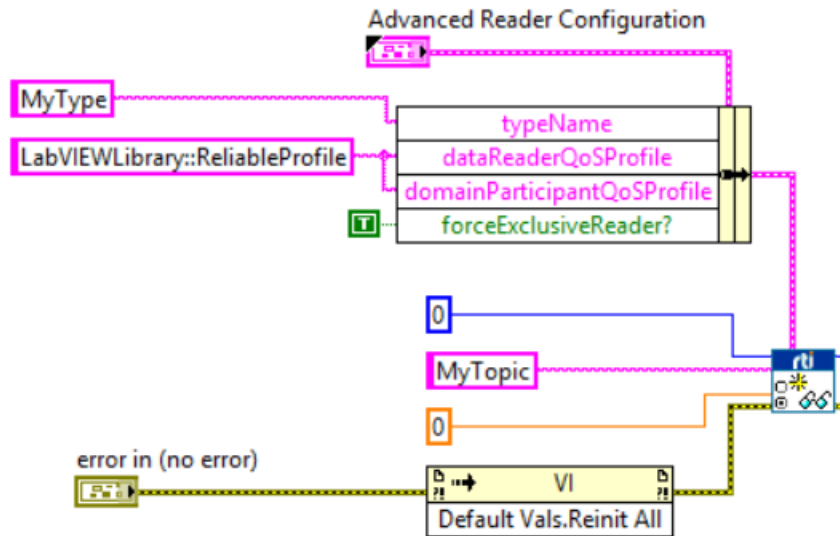 Advanced Reader Configuration
MyType
typeName
LabVIEWLibrary::ReliableProfile
dataReaderQoSProfile
domainParticipantQoSProfile
T
forceExclusiveReader?
0
rti
MyTopic
0
error in (no error)
VI
Default Vals.Reinit All